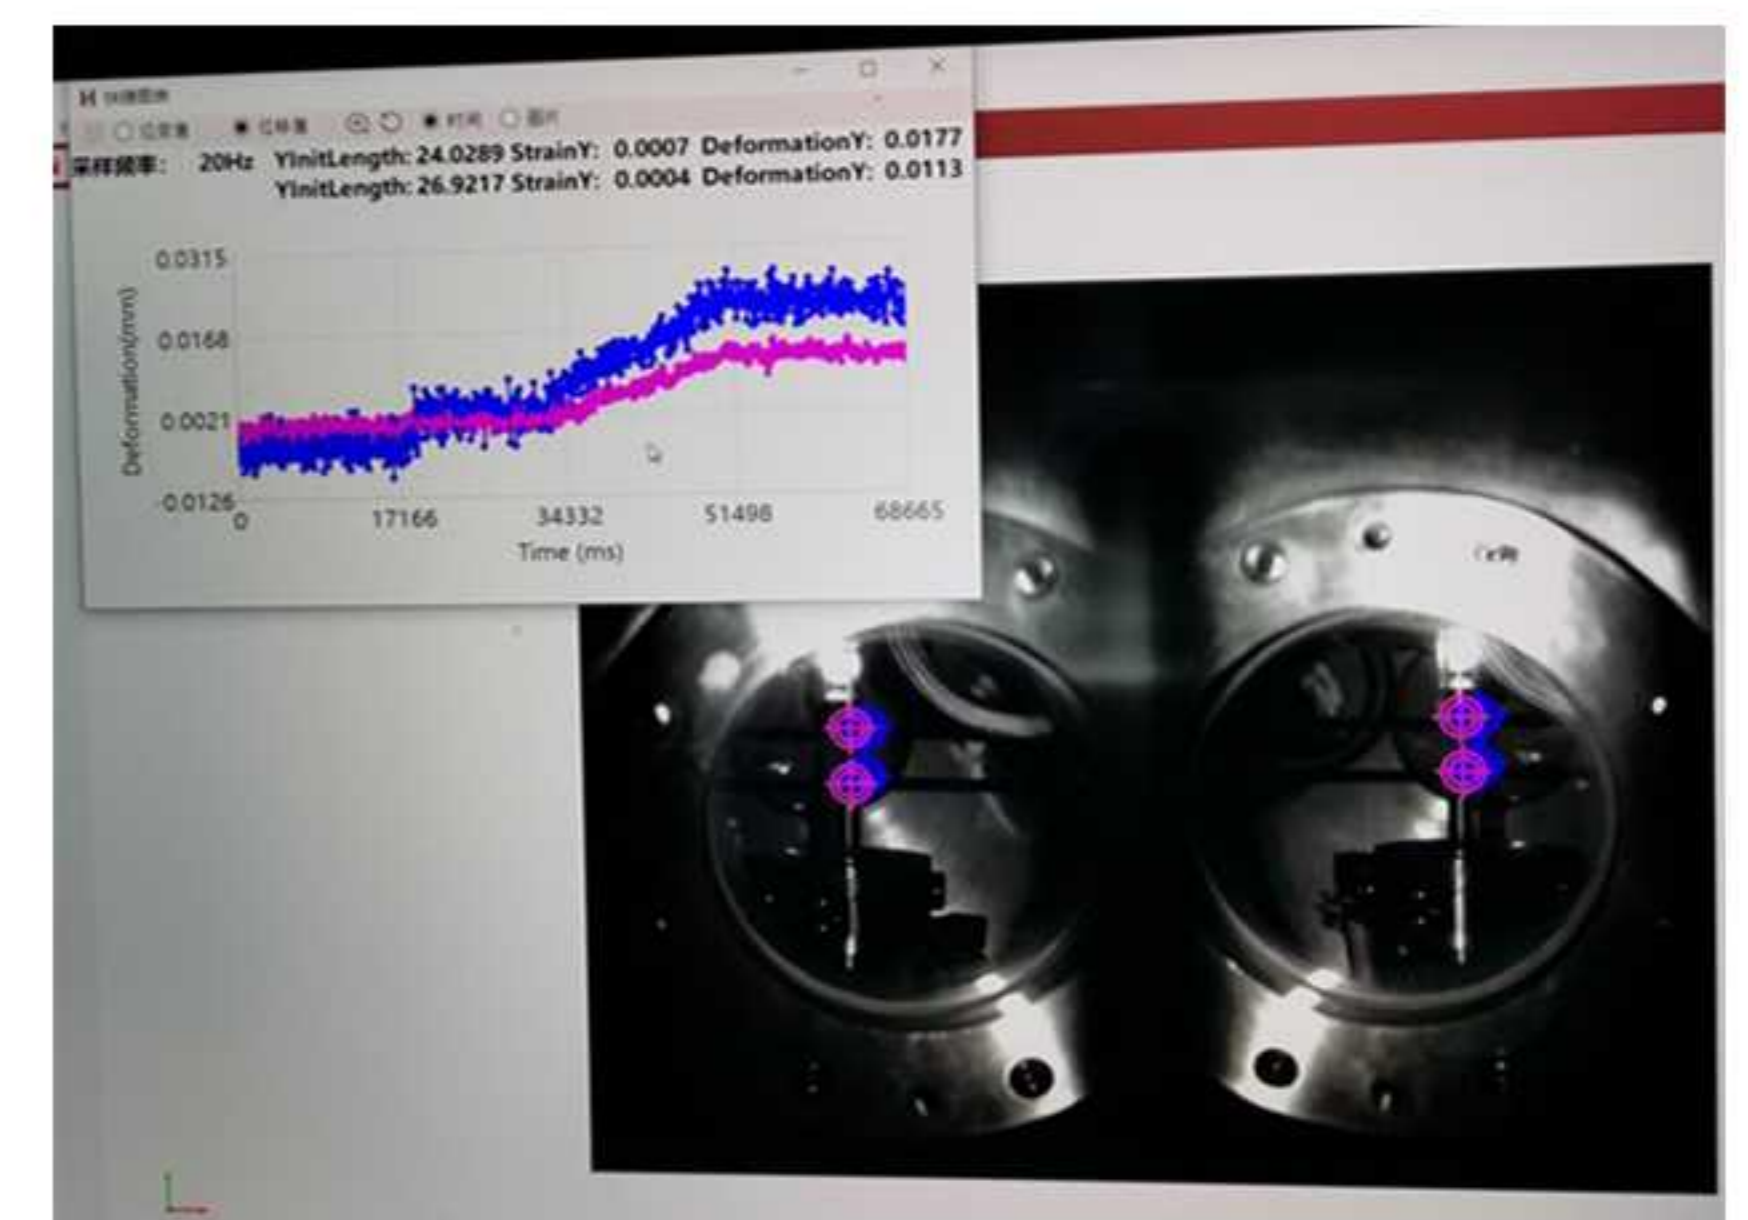 采样频率: 20Hz YInitLength: 24.0289 StrainY: 0.0007 DeformationY: 0.0177
YInitLength: 26.9217 StrainY: 0.0004 DeformationY: 0.0113
0.0315
0.0168
0.0021
-0.0126
Deformation(mm)
0 17166 34332 51498 68665
Time (ms)